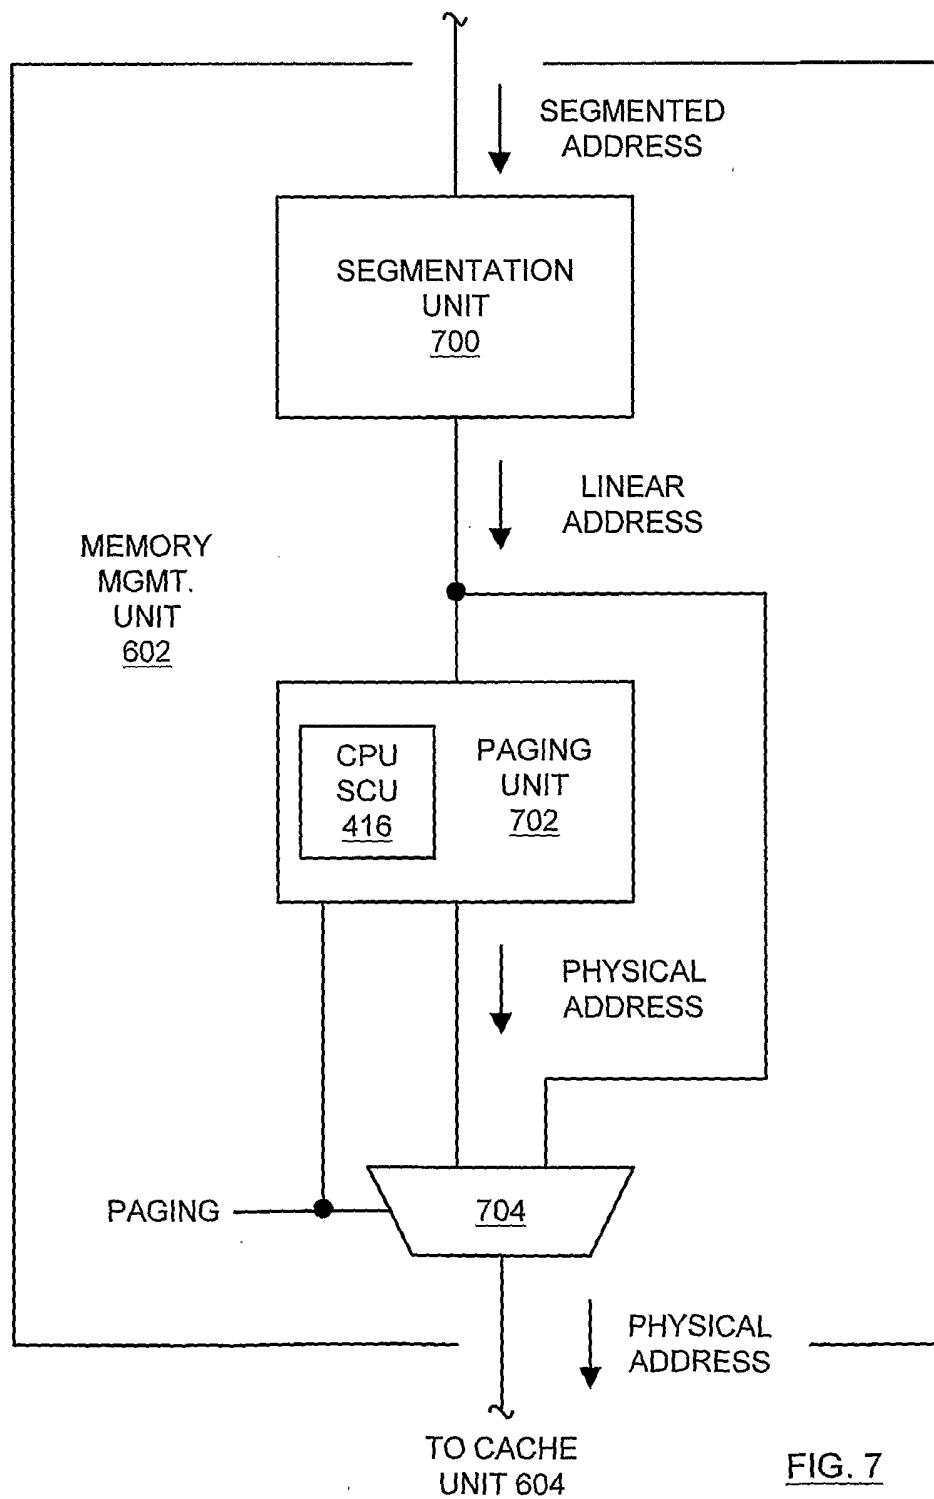 SEGMENTED
ADDRESS
SEGMENTATION
UNIT
700
LINEAR
ADDRESS
MEMORY
MGMT.
UNIT
602
CPU
SCU
416
PAGING
UNIT
702
PHYSICAL
ADDRESS
PAGING
704
PHYSICAL
ADDRESS
TO CACHE
UNIT 604
FIG. 7